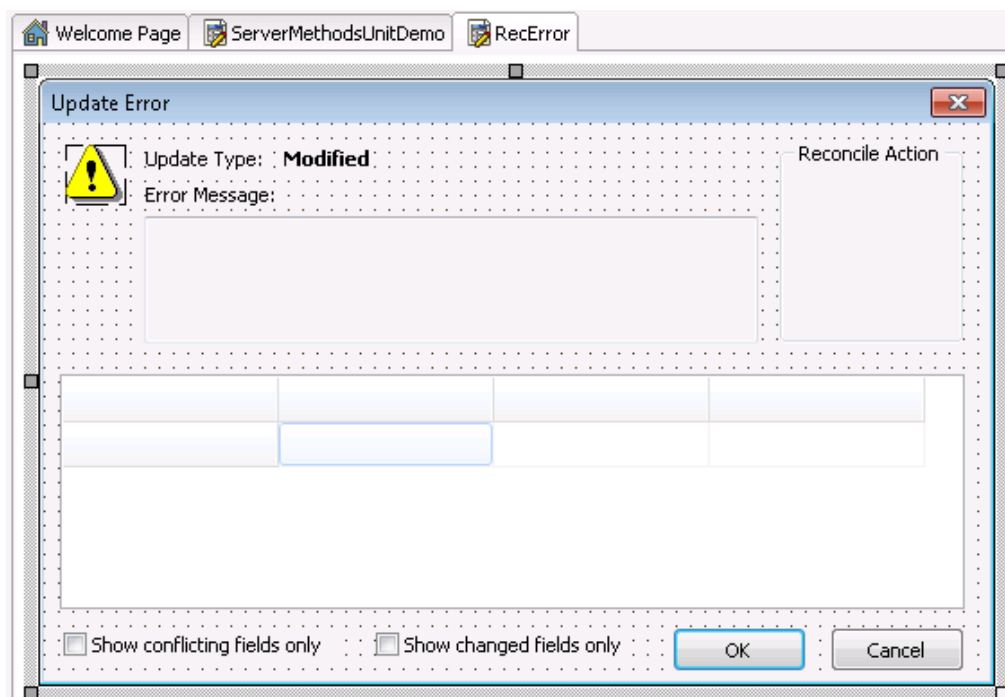 Welcome Page ServerMethodsUnitDemo RecError
Update Error
Update Type: Modified
Reconcile Action
Error Message:
Show conflicting fields only Show changed fields only OK Cancel